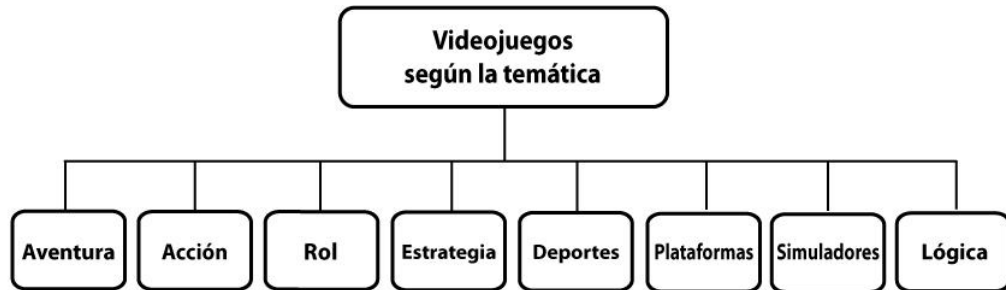 Videojuegos
según la temática
Aventura
Acción
Rol
Estrategia
Deportes
Plataformas
Simuladores
Lógica